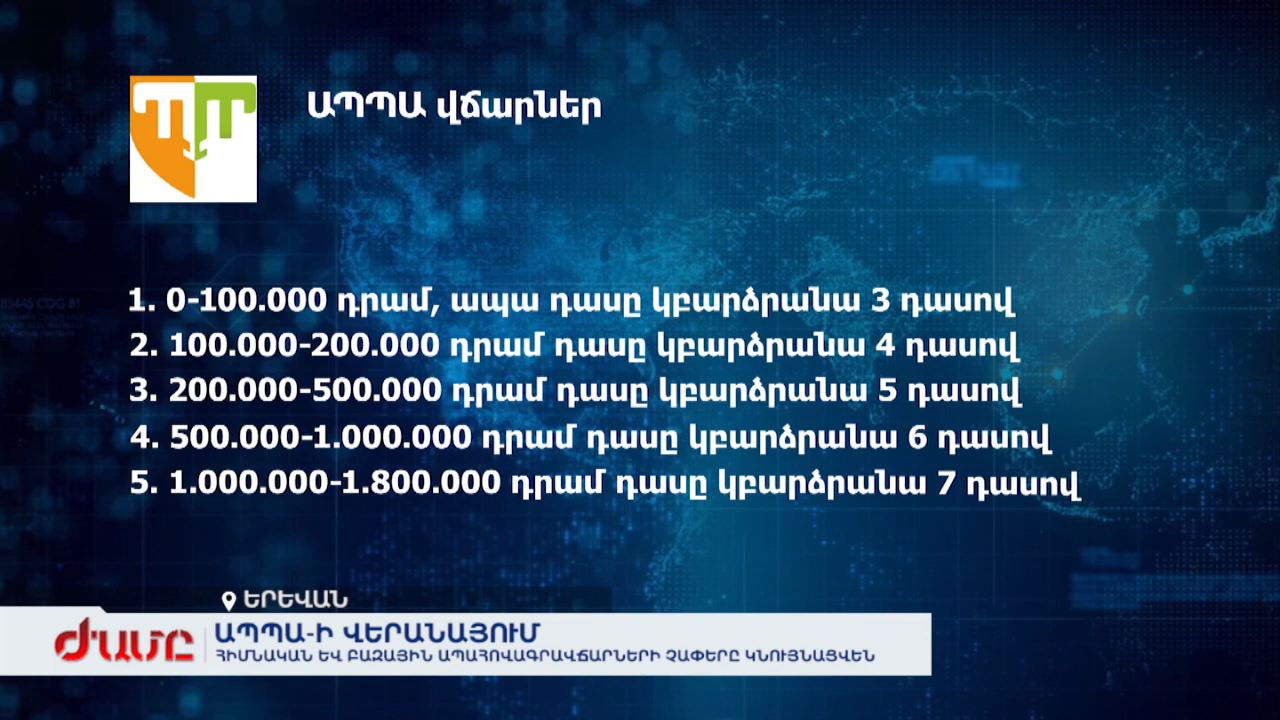 ԱՊՊԱ վճարներ
1. 0-100.000 դրամ, ապա դասը կբարձրանա 3 դասով
2. 100.000-200.000 դրամ դասը կբարձրանա 4 դասով
3. 200.000-500.000 դրամ դասը կբարձրանա 5 դասով
4. 500.000-1.000.000 դրամ դասը կբարձրանա 6 դասով
5. 1.000.000-1.800.000 դրամ դասը կբարձրանա 7 դասով
ԵՐԵՎԱՆ
ԺԱՄԸ
ԱՊՊԱ-Ի ՎԵՐԱՆԱՅՈՒՄ
ՀԻՄՆԱԿԱՆ ԵՎ ԲԱԶԱՅԻՆ ԱՊԱՀՈՎԱԳՐԱՎՃԱՐՆԵՐԻ ՉԱՓԵՐԸ ԿՆՈՒՅՆԱՑՎԵՆ